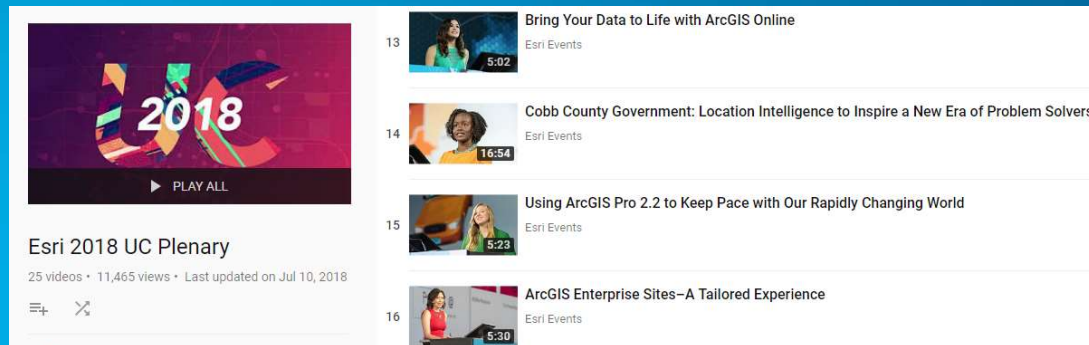 UC
2018
PLAY ALL
Esri 2018 UC Plenary
25 videos • 11,465 views • Last updated on Jul 10, 2018
13
5:02
Bring Your Data to Life with ArcGIS Online
Esri Events
14
16:54
Cobb County Government: Location Intelligence to Inspire a New Era of Problem Solvers
Esri Events
15
5:23
Using ArcGIS Pro 2.2 to Keep Pace with Our Rapidly Changing World
Esri Events
16
5:30
ArcGIS Enterprise Sites–A Tailored Experience
Esri Events